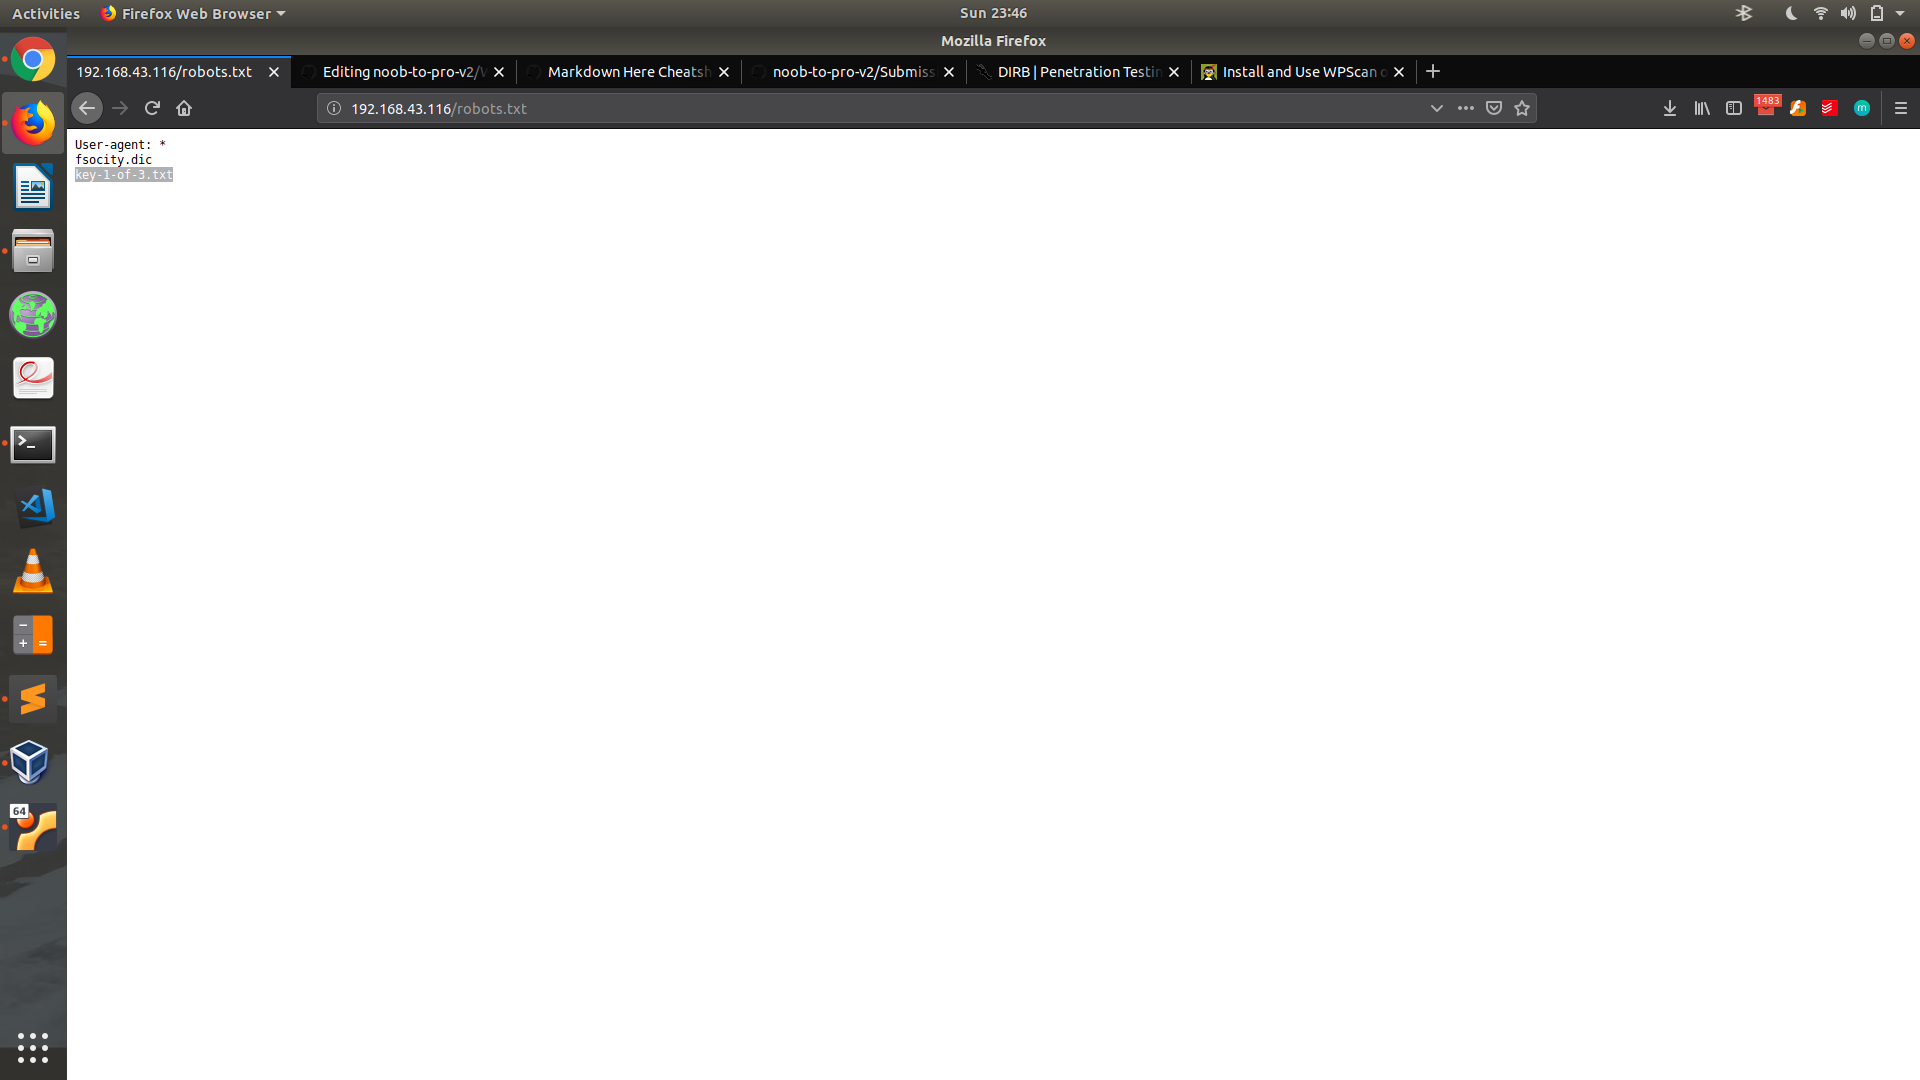 Activities
Firefox Web Browser
Sun 23:46
Mozilla Firefox
192.168.43.116/robots.txt
Editing noob-to-pro-v2/
Markdown Here Cheatsh
noob-to-pro-v2/Submiss
DIRB | Penetration Testin
Install and Use WPScan o
192.168.43.116/robots.txt
1483
m
User-agent: *
fsocity.dic
key-1-of-3.txt
64